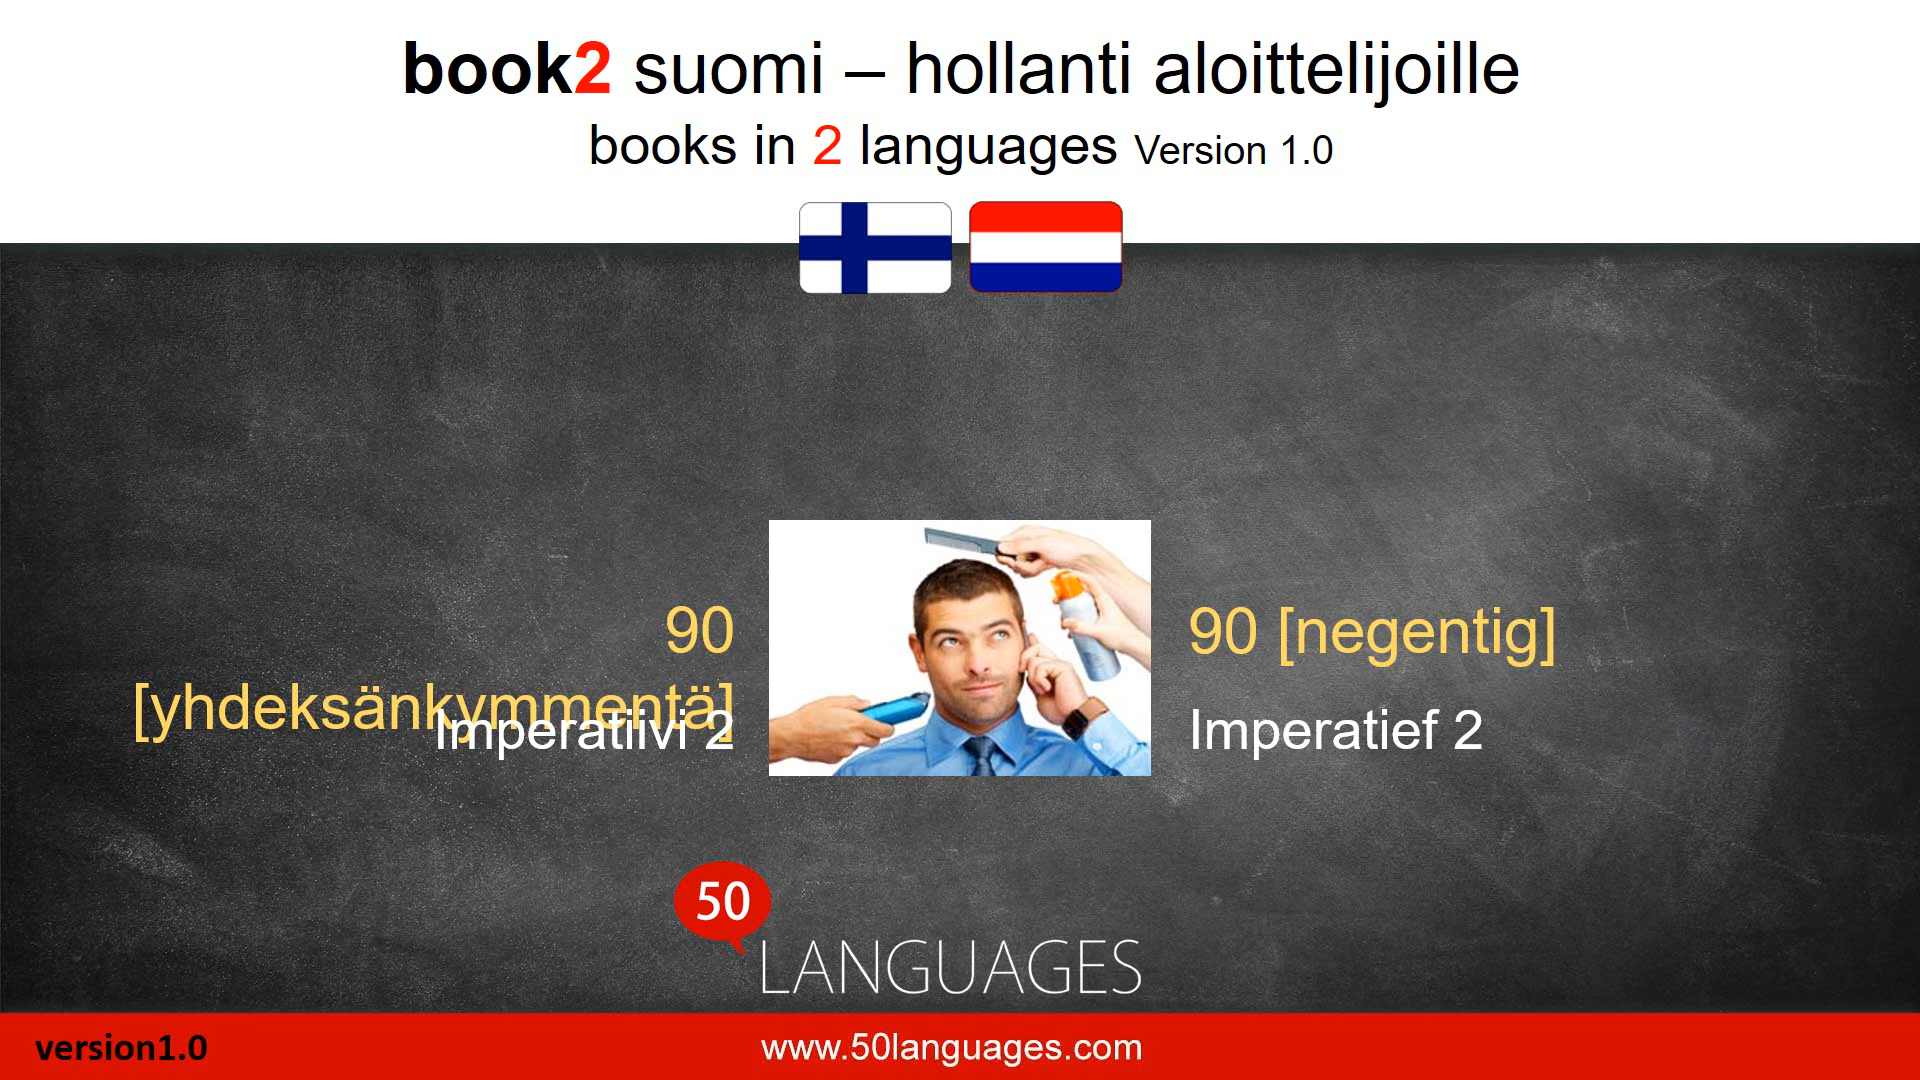 book2 suomi – hollanti aloittelijoille
books in 2 languages Version 1.0
90
[yhdeksänkymmentä]
Imperatiivi 2
90 [negentig]
Imperatief 2
50
LANGUAGES
version1.0
www.50languages.com